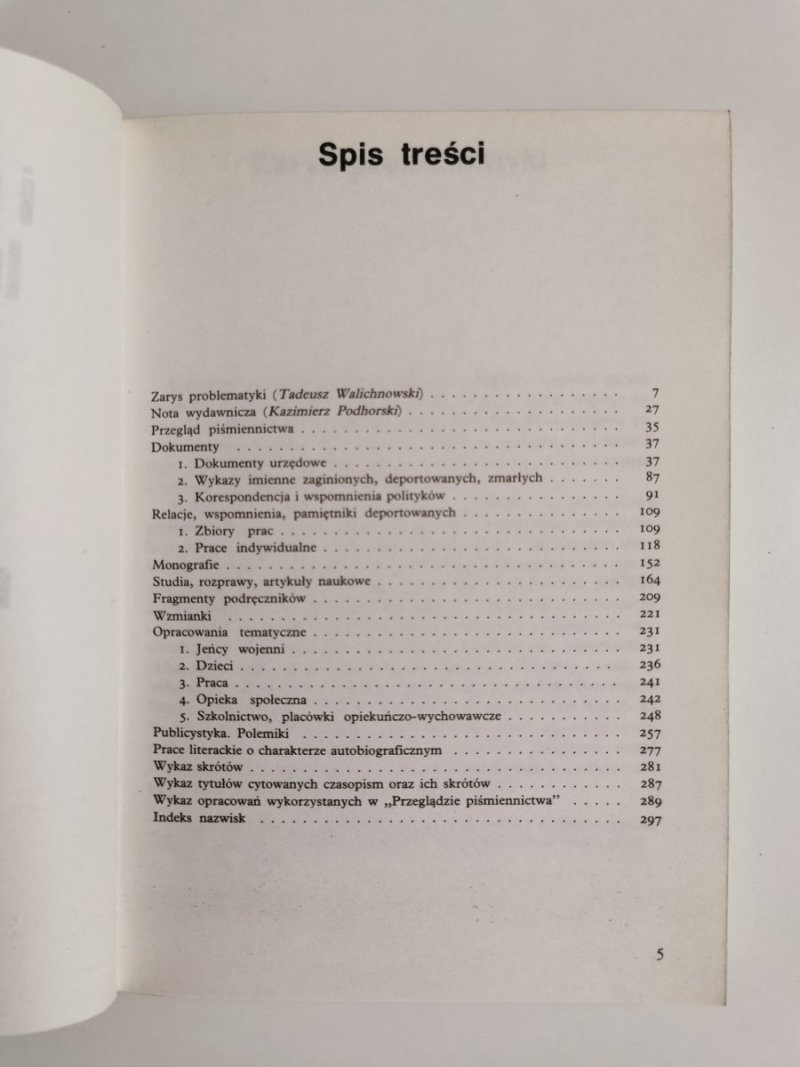 Spis treści
Zarys problematyki (Tadeusz Walichnowski) . . . . . . . . . . . . . . . . . . 7
Nota wydawnicza (Kazimierz Podhorski) . . . . . . . . . . . . . . . . . . . . 27
Przegląd piśmiennictwa . . . . . . . . . . . . . . . . . . . . . . . . . . . . . . 35
Dokumenty . . . . . . . . . . . . . . . . . . . . . . . . . . . . . . . . . . . . 37
1. Dokumenty urzędowe . . . . . . . . . . . . . . . . . . . . . . . . . . . 37
2. Wykazy imienne zaginionych, deportowanych, zmarłych . . . . . . . 87
3. Korespondencja i wspomnienia polityków . . . . . . . . . . . . . . . . 91
Relacje, wspomnienia, pamiętniki deportowanych . . . . . . . . . . . . . . . 109
1. Zbiory prac . . . . . . . . . . . . . . . . . . . . . . . . . . . . . . . . 109
2. Prace indywidualne . . . . . . . . . . . . . . . . . . . . . . . . . . . . 118
Monografie . . . . . . . . . . . . . . . . . . . . . . . . . . . . . . . . . . . . . 152
Studia, rozprawy, artykuły naukowe . . . . . . . . . . . . . . . . . . . . . . . 164
Fragmenty podręczników . . . . . . . . . . . . . . . . . . . . . . . . . . . . . 209
Wzmianki . . . . . . . . . . . . . . . . . . . . . . . . . . . . . . . . . . . . . 221
Opracowania tematyczne . . . . . . . . . . . . . . . . . . . . . . . . . . . . . 231
1. Jeńcy wojenni . . . . . . . . . . . . . . . . . . . . . . . . . . . . . . . 231
2. Dzieci . . . . . . . . . . . . . . . . . . . . . . . . . . . . . . . . . . . 236
3. Praca . . . . . . . . . . . . . . . . . . . . . . . . . . . . . . . . . . . . 241
4. Opieka społeczna . . . . . . . . . . . . . . . . . . . . . . . . . . . . . 242
5. Szkolnictwo, placówki opiekuńczo-wychowawcze . . . . . . . . . . . 248
Publicystyka. Polemiki . . . . . . . . . . . . . . . . . . . . . . . . . . . . . . 257
Prace literackie o charakterze autobiograficznym . . . . . . . . . . . . . . . . 277
Wykaz skrótów . . . . . . . . . . . . . . . . . . . . . . . . . . . . . . . . . . . 281
Wykaz tytułów cytowanych czasopism oraz ich skrótów . . . . . . . . . . . . 287
Wykaz opracowań wykorzystanych w „Przeglądzie piśmiennictwa” . . . . . 289
Indeks nazwisk . . . . . . . . . . . . . . . . . . . . . . . . . . . . . . . . . . 297
5